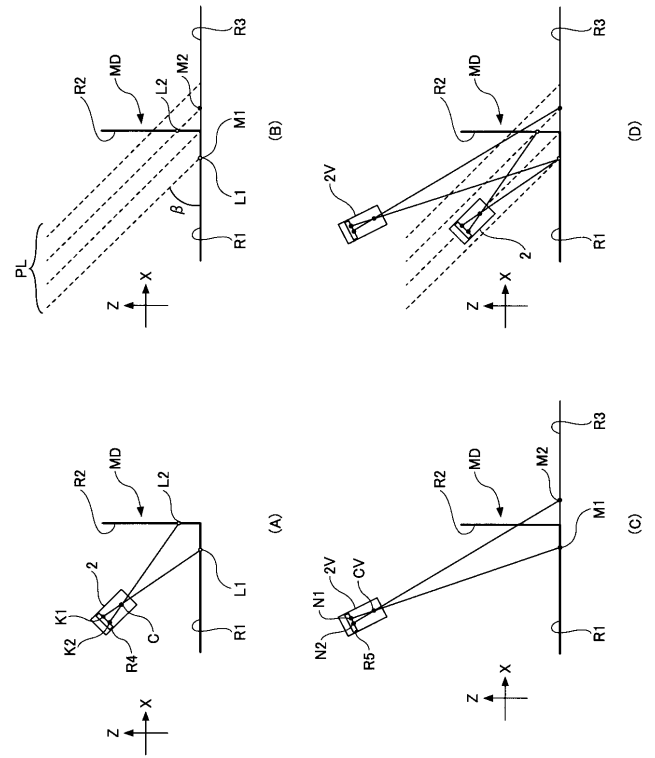 R2
MD
L2
2
K1
K2
R4
C
R1
L1
Z
X
(A)
PL
R2
MD
L2
M2
R3
β
R1
L1
M1
Z
X
(B)
N1
N2
2V
CV
R5
R2
MD
M2
R3
R1
M1
Z
X
(C)
2V
R2
MD
2
R1
R3
Z
X
(D)